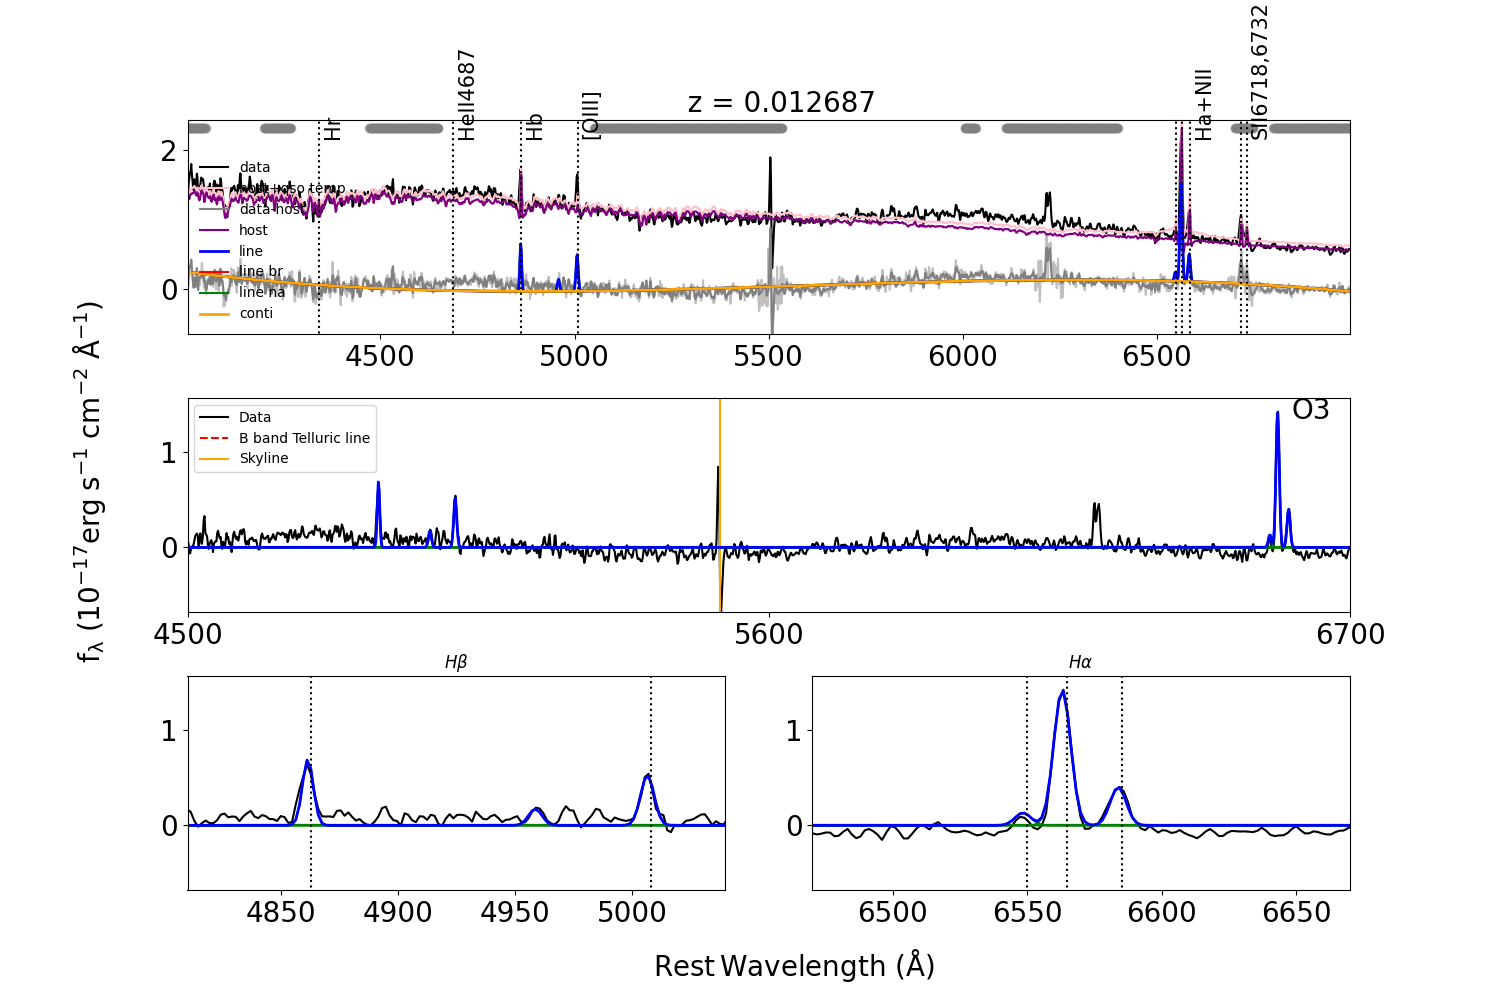 z = 0.012687
Hr
HeII4687
Hb
[OIII]
Ha+NII
SII6718,6732
2
0
data
host+qso temp
data-host
host
line
line br
line na
conti
4500 5000 5500 6000 6500
fλ (10−17erg s−1 cm−2 Å−1)
O3
1
0
Data
B band Telluric line
Skyline
4500 5600 6700
Hβ
1
0
4850 4900 4950 5000
Hα
1
0
6500 6550 6600 6650
Rest Wavelength (Å)